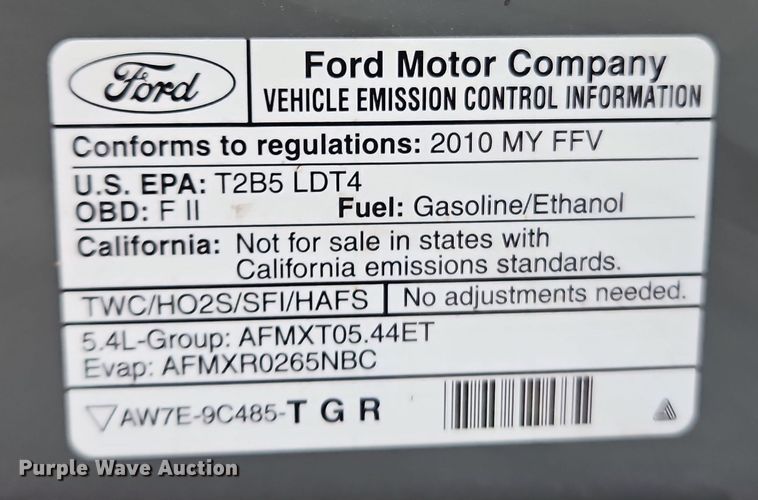 Ford
Ford Motor Company
VEHICLE EMISSION CONTROL INFORMATION
Conforms to regulations: 2010 MY FFV
U.S. EPA: T2B5 LDT4
OBD: F II Fuel: Gasoline/Ethanol
California: Not for sale in states with
California emissions standards.
TWC/HO2S/SFI/HAFS No adjustments needed.
5.4L-Group: AFMXT05.44ET
Evap: AFMXR0265NBC
AW7E-9C485-TGR
Purple Wave Auction